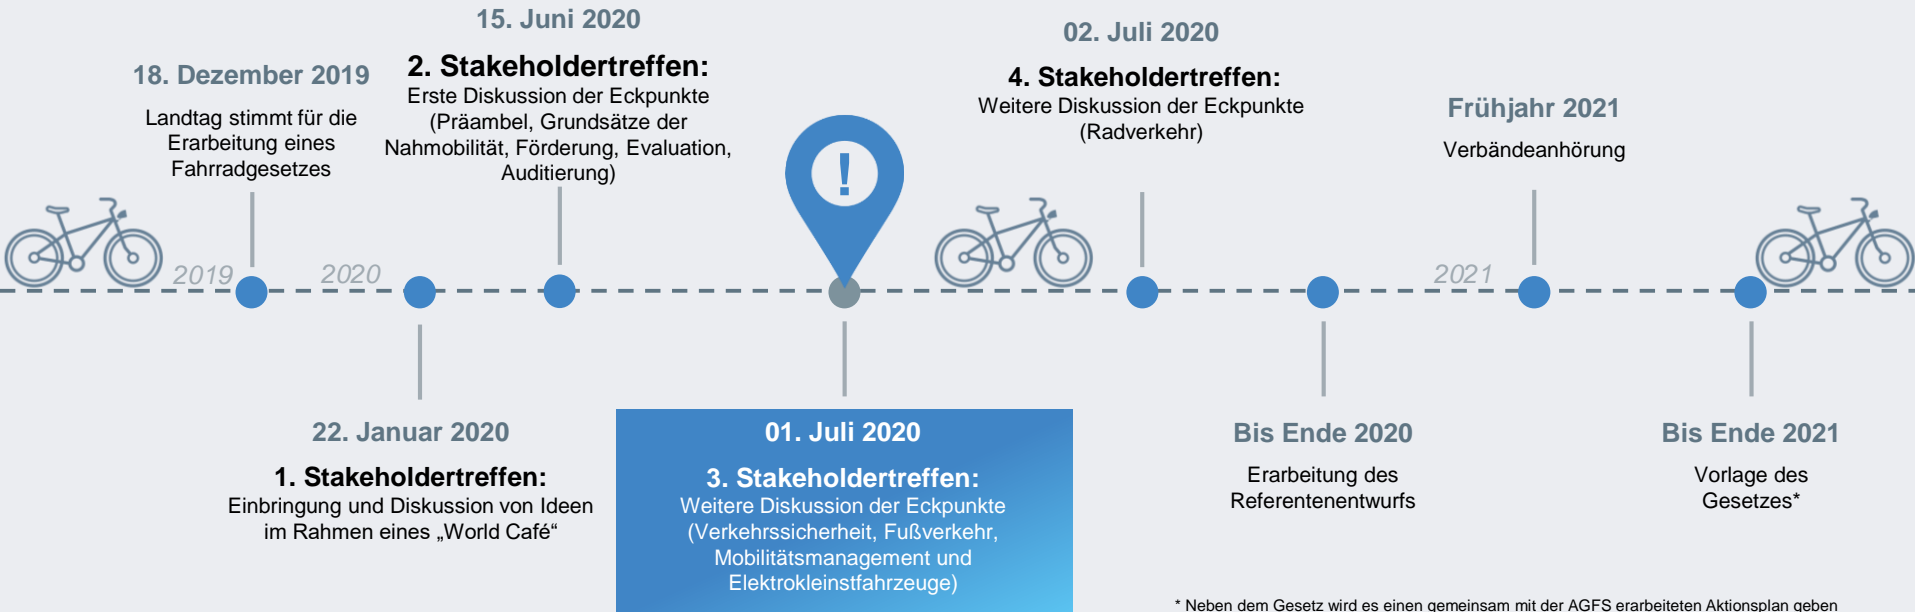 18. Dezember 2019
Landtag stimmt für die
Erarbeitung eines
Fahrradgesetzes
2019
22. Januar 2020
1. Stakeholdertreffen:
Einbringung und Diskussion von Ideen
im Rahmen eines „World Café“
2020
15. Juni 2020
2. Stakeholdertreffen:
Erste Diskussion der Eckpunkte
(Präambel, Grundsätze der
Nahmobilität, Förderung, Evaluation,
Auditierung)
!
01. Juli 2020
3. Stakeholdertreffen:
Weitere Diskussion der Eckpunkte
(Verkehrssicherheit, Fußverkehr,
Mobilitätsmanagement und
Elektrokleinstfahrzeuge)
02. Juli 2020
4. Stakeholdertreffen:
Weitere Diskussion der Eckpunkte
(Radverkehr)
Bis Ende 2020
Erarbeitung des
Referentenentwurfs
2021
Frühjahr 2021
Verbändeanhörung
Bis Ende 2021
Vorlage des
Gesetzes*
* Neben dem Gesetz wird es einen gemeinsam mit der AGFS erarbeiteten Aktionsplan geben